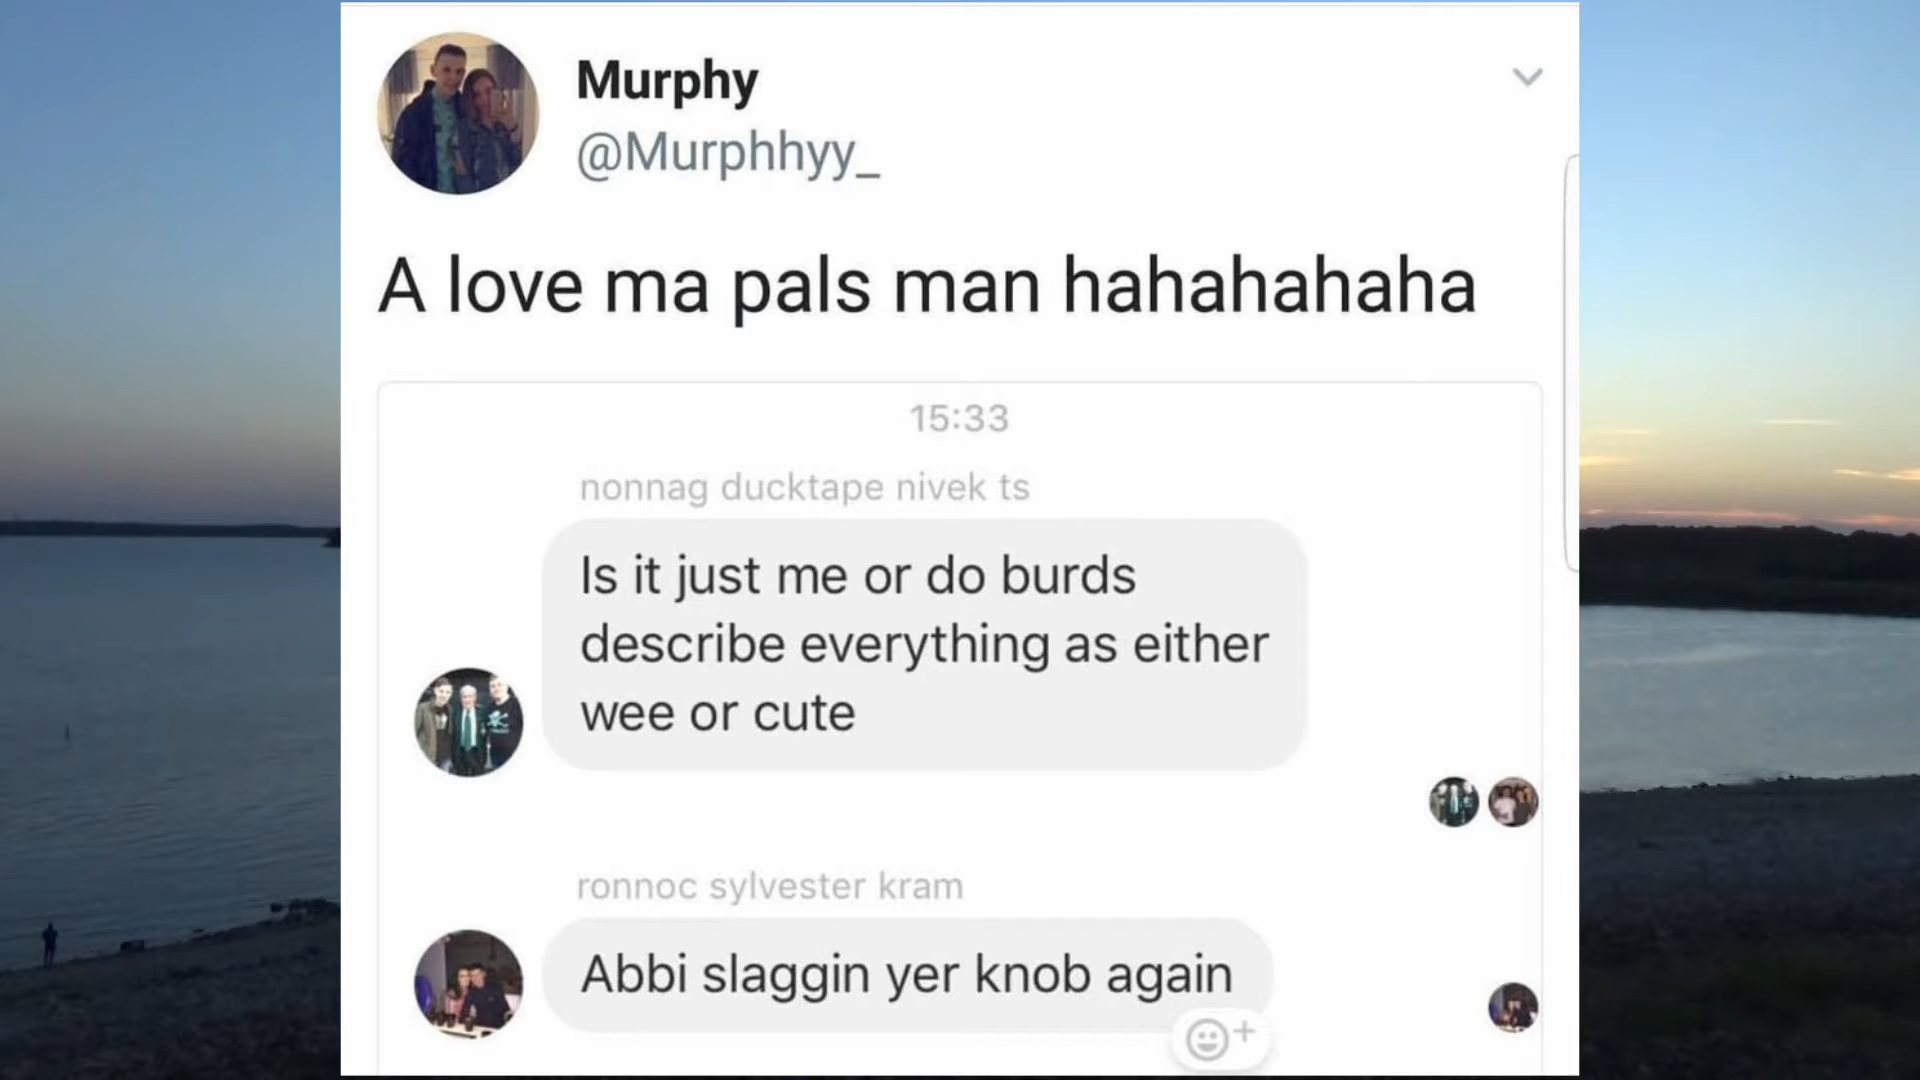 Murphy
@Murphhyy_
A love ma pals man hahahahaha
15:33
nonnag ducktape nivek ts
Is it just me or do burds
describe everything as either
wee or cute
ronnoc sylvester kram
Abbi slaggin yer knob again